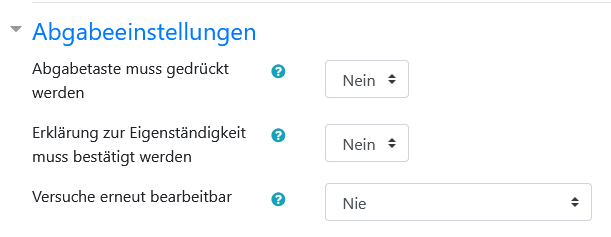 Abgabeeinstellungen
Abgabetaste muss gedrückt
werden
Nein
Erklärung zur Eigenständigkeit
muss bestätigt werden
Nein
Versuche erneut bearbeitbar
Nie